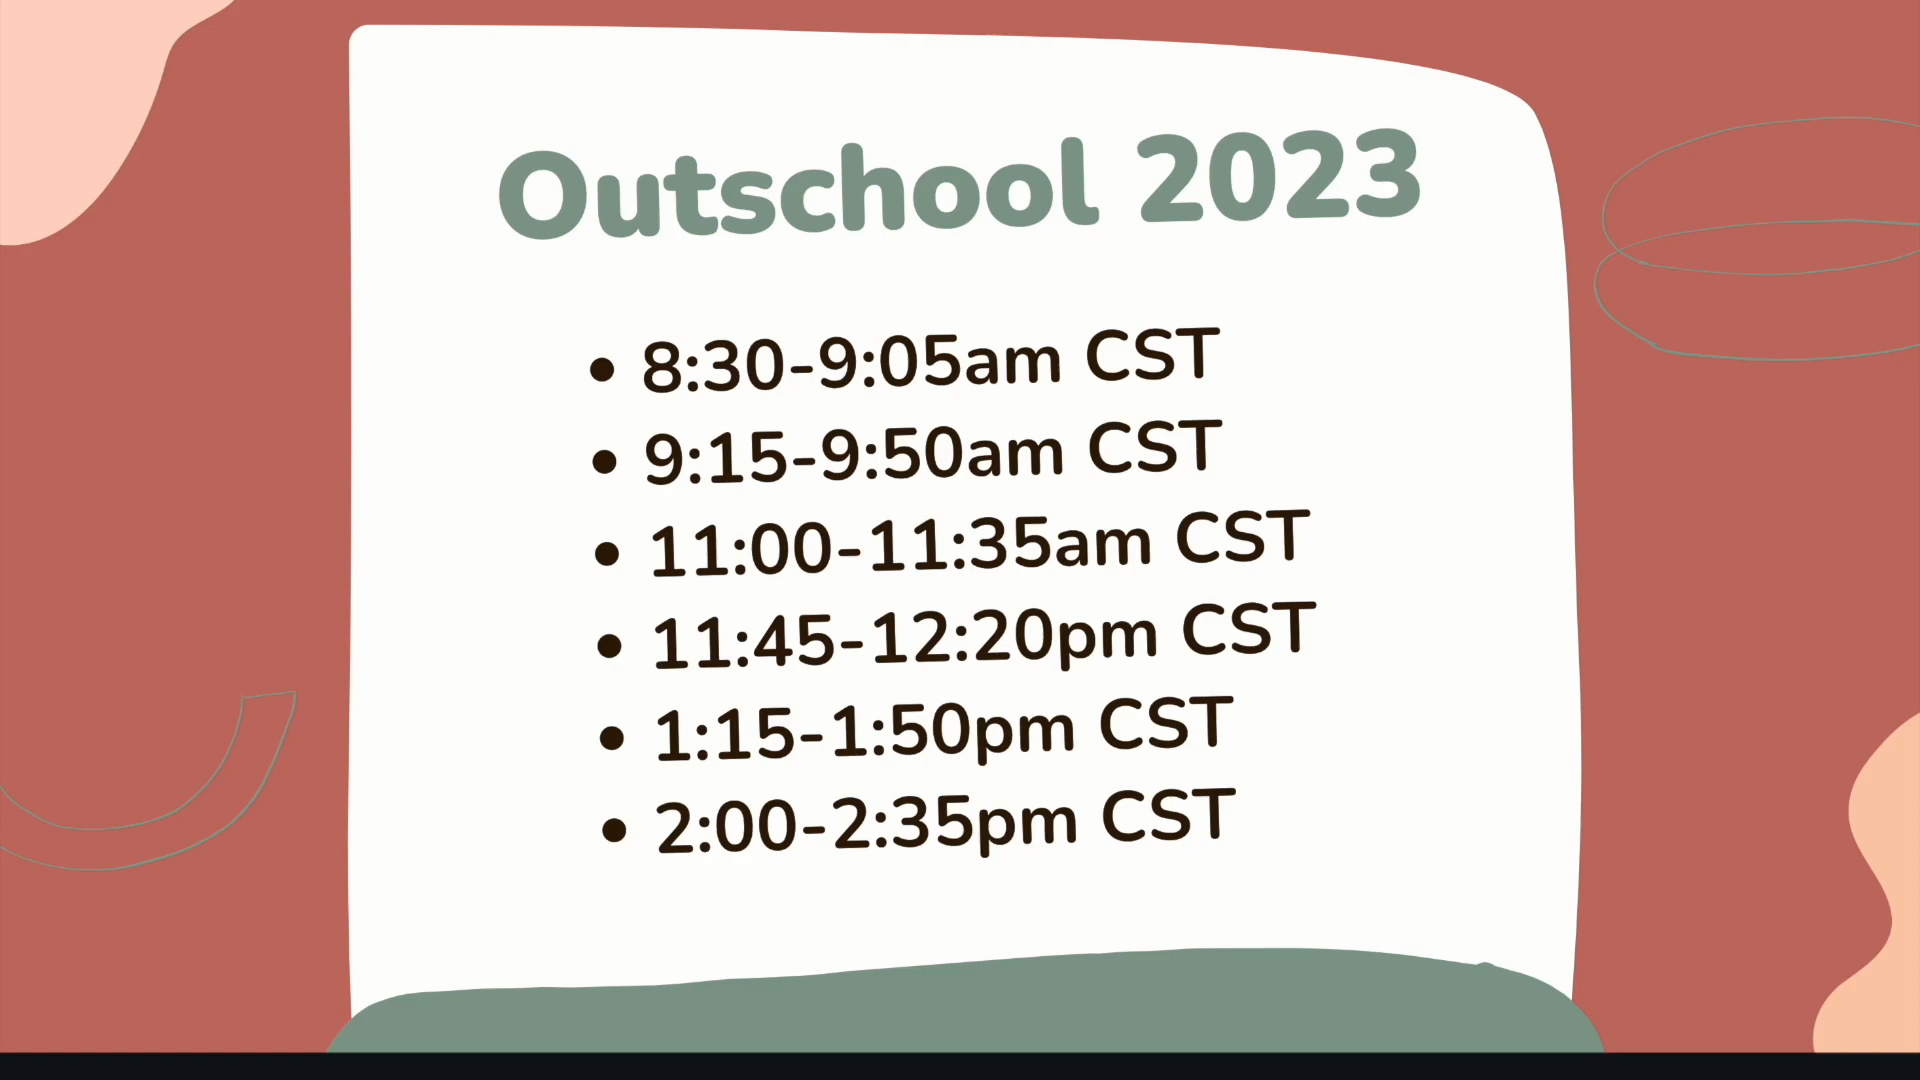 Outschool 2023
• 8:30-9:05am CST
• 9:15-9:50am CST
• 11:00-11:35am CST
• 11:45-12:20pm CST
• 1:15-1:50pm CST
• 2:00-2:35pm CST